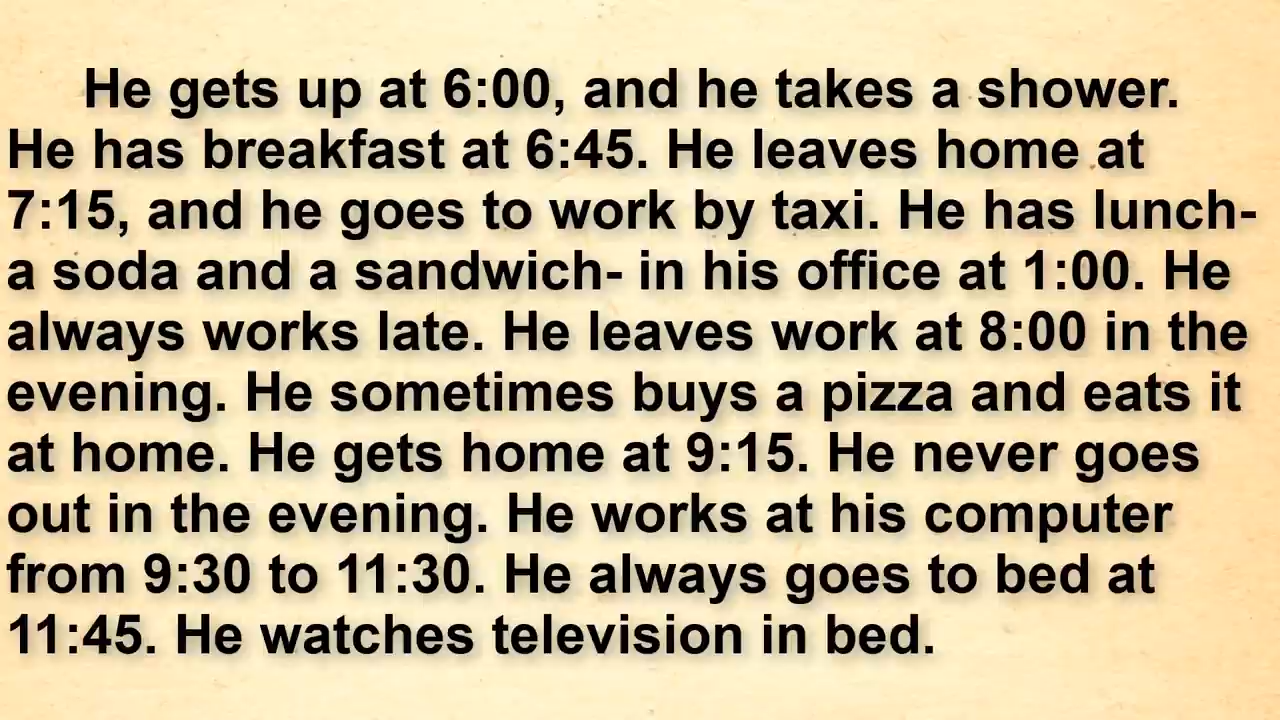 He gets up at 6:00, and he takes a shower.
He has breakfast at 6:45. He leaves home at
7:15, and he goes to work by taxi. He has lunch-
a soda and a sandwich- in his office at 1:00. He
always works late. He leaves work at 8:00 in the
evening. He sometimes buys a pizza and eats it
at home. He gets home at 9:15. He never goes
out in the evening. He works at his computer
from 9:30 to 11:30. He always goes to bed at
11:45. He watches television in bed.